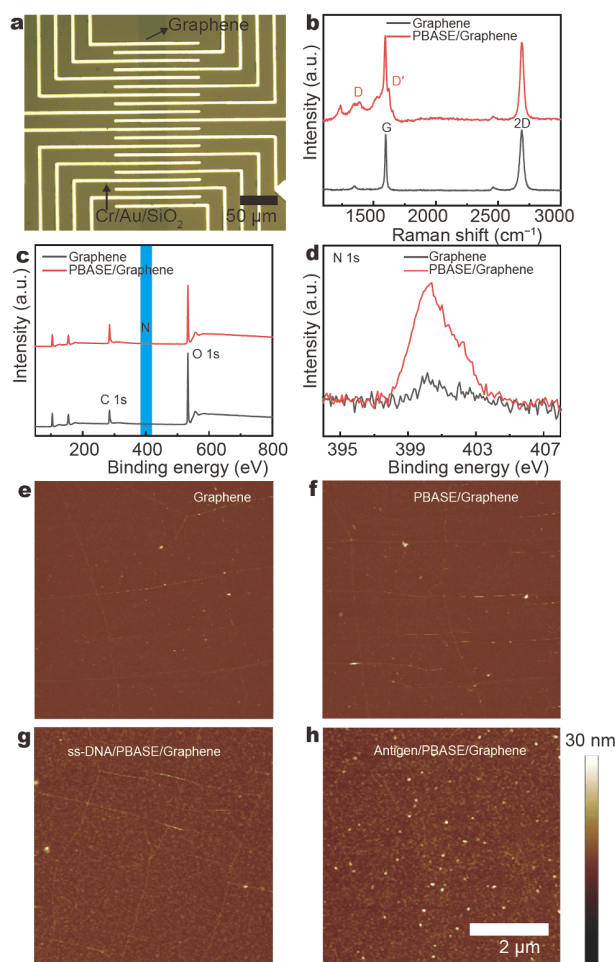 a
Graphene
Cr/Au/SiO₂
50 µm
b
Graphene
PBASE/Graphene
D
D′
G
2D
Intensity (a.u.)
1500 2000 2500 3000
Raman shift (cm⁻¹)
c
Graphene
PBASE/Graphene
N
O 1s
C 1s
Intensity (a.u.)
200 400 600 800
Binding energy (eV)
d
N 1s
Graphene
PBASE/Graphene
Intensity (a.u.)
395 399 403 407
Binding energy (eV)
e
Graphene
f
PBASE/Graphene
g
ss-DNA/PBASE/Graphene
h
Antigen/PBASE/Graphene
2 µm
30 nm